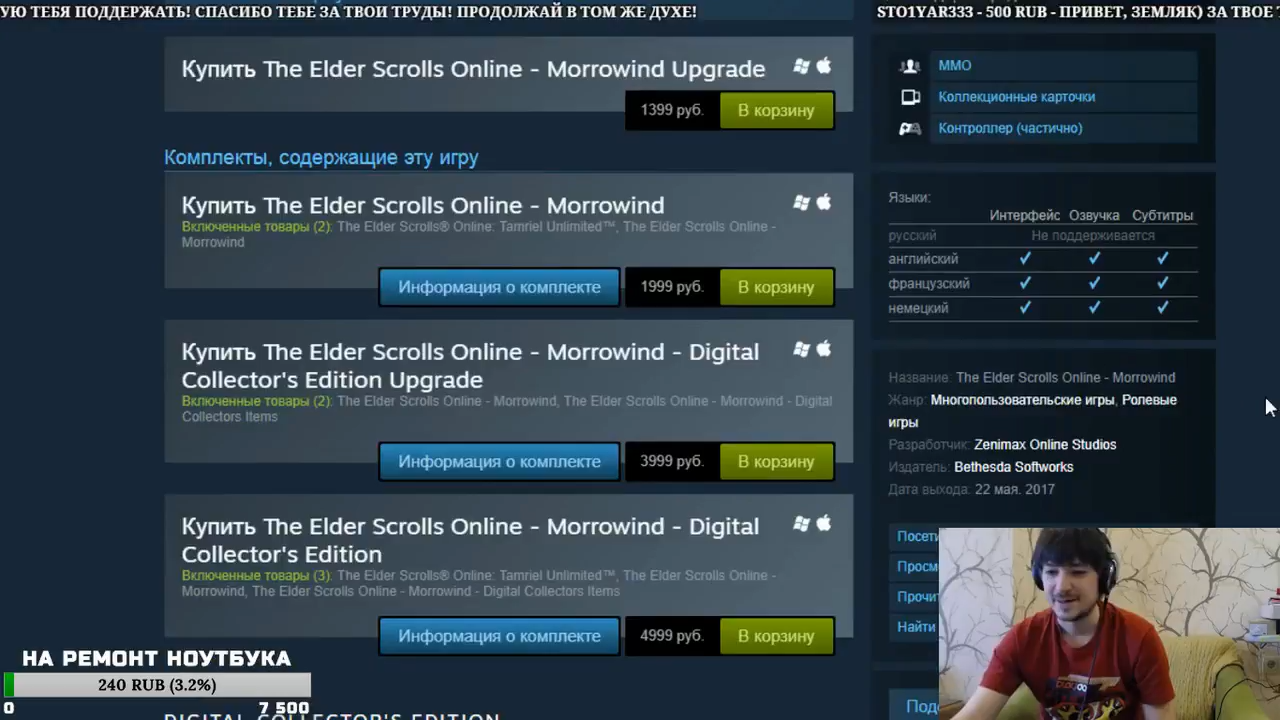 УЮ ТЕБЯ ПОДДЕРЖАТЬ! СПАСИБО ТЕБЕ ЗА ТВОИ ТРУДЫ! ПРОДОЛЖАЙ В ТОМ ЖЕ ДУХЕ!
STO1YAR333 - 500 RUB - ПРИВЕТ, ЗЕМЛЯК) ЗА ТВОЕ
Купить The Elder Scrolls Online - Morrowind Upgrade
1399 руб.
В корзину
Комплекты, содержащие эту игру
Купить The Elder Scrolls Online - Morrowind
Включенные товары (2): The Elder Scrolls® Online: Tamriel Unlimited™, The Elder Scrolls Online -
Morrowind
Информация о комплекте
1999 руб.
В корзину
Купить The Elder Scrolls Online - Morrowind - Digital
Collector's Edition Upgrade
Включенные товары (2): The Elder Scrolls Online - Morrowind, The Elder Scrolls Online - Morrowind - Digital
Collectors Items
Информация о комплекте
3999 руб.
В корзину
Купить The Elder Scrolls Online - Morrowind - Digital
Collector's Edition
Включенные товары (3): The Elder Scrolls® Online: Tamriel Unlimited™, The Elder Scrolls Online -
Morrowind, The Elder Scrolls Online - Morrowind - Digital Collectors Items
Информация о комплекте
4999 руб.
В корзину
DIGITAL COLLECTOR'S EDITION
ММО
Коллекционные карточки
Контроллер (частично)
Языки:
Интерфейс Озвучка Субтитры
русский Не поддерживается
английский ✓ ✓ ✓
французский ✓ ✓ ✓
немецкий ✓ ✓ ✓
Название: The Elder Scrolls Online - Morrowind
Жанр: Многопользовательские игры, Ролевые
игры
Разработчик: Zenimax Online Studios
Издатель: Bethesda Softworks
Дата выхода: 22 мая. 2017
Посети
Просм
Прочи
Найти
Под
НА РЕМОНТ НОУТБУКА
240 RUB (3.2%)
0
7 500